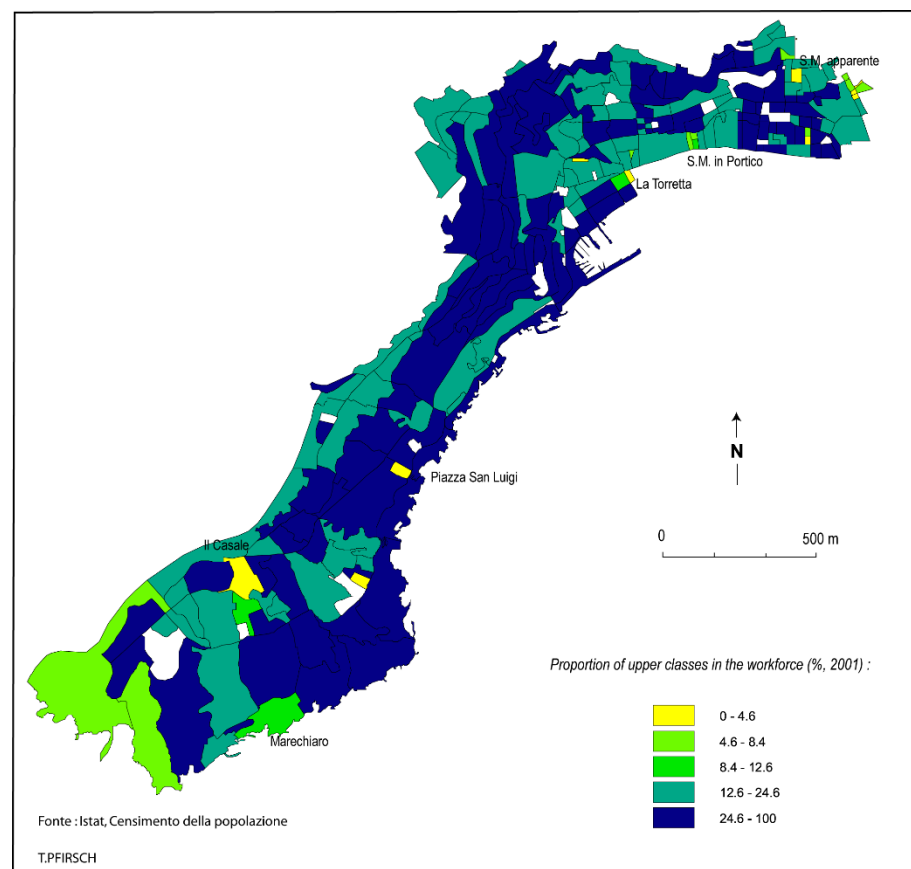 S.M. apparente
S.M. in Portico
La Torretta
Piazza San Luigi
N
0 500 m
Il Casale
Marechiaro
Proportion of upper classes in the workforce (%, 2001) :
0 - 4.6
4.6 - 8.4
8.4 - 12.6
12.6 - 24.6
24.6 - 100
Fonte : Istat, Censimento della popolazione
T.PFIRSCH